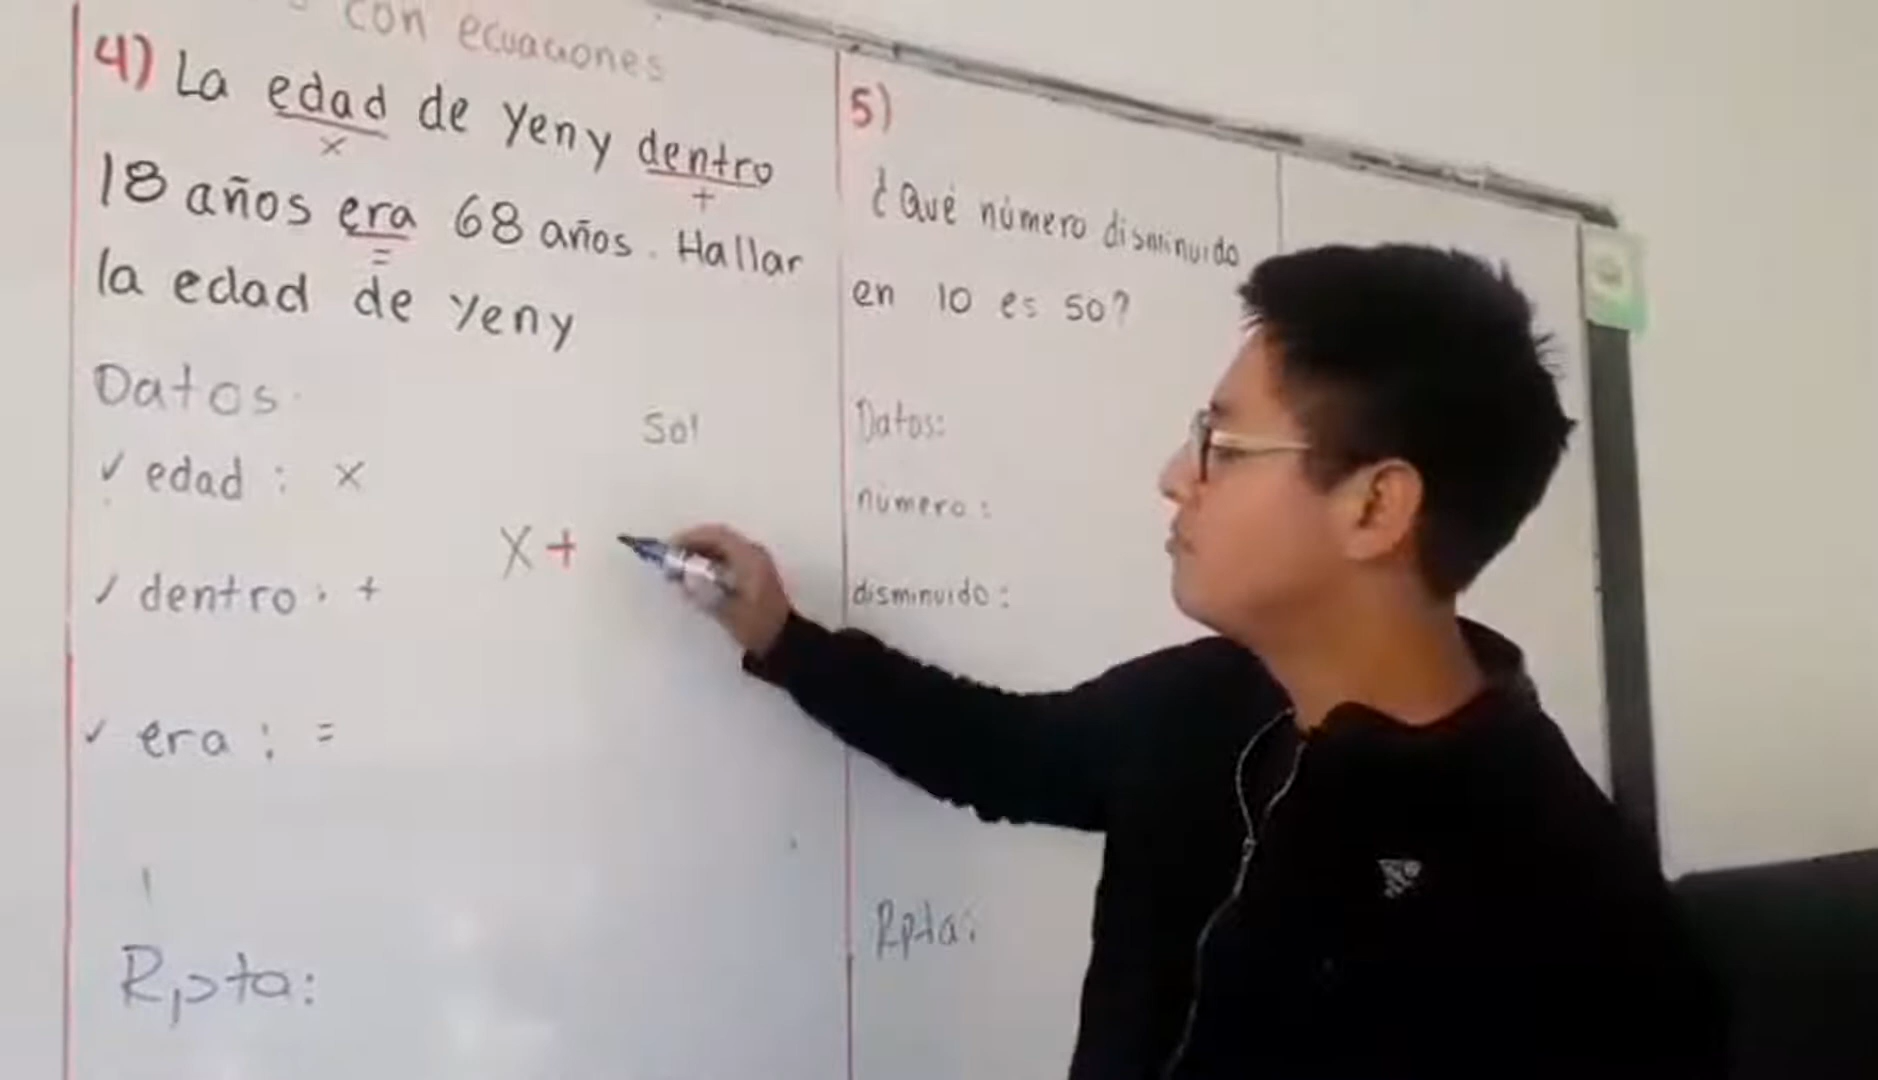 con ecuaciones
4) La edad de Yeny dentro
x
+
18 años era 68 años. Hallar
=
la edad de Yeny
Datos:
✓ edad : x
✓ dentro : +
✓ era : =
Sol
X +
Rpta:
5)
¿Qué número disminuido
en 10 es 50?
Datos:
número :
disminuido :
Rpta: